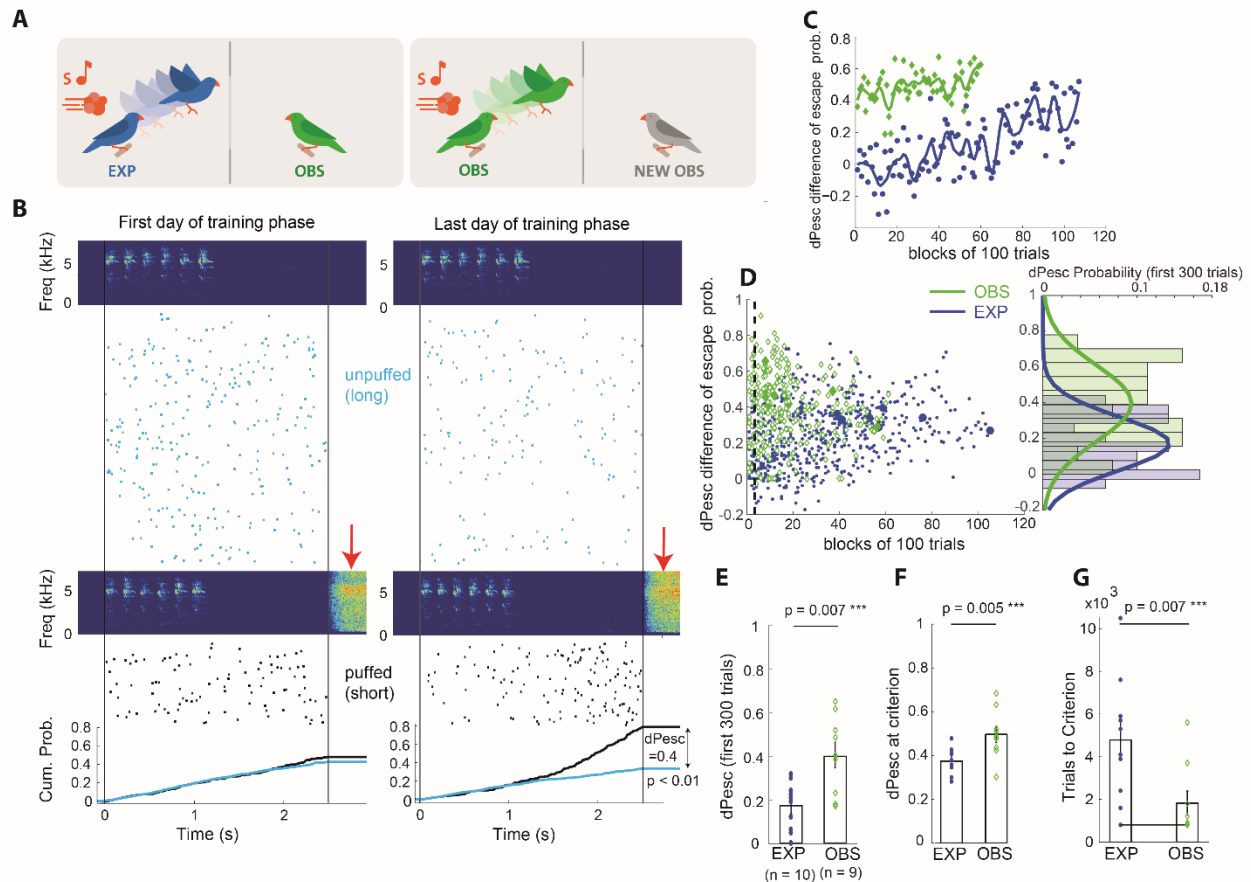 A
S
EXP
OBS
S
OBS
NEW OBS
B
First day of training phase
Last day of training phase
Freq (kHz)
5
0
5
0
unpuffed
(long)
Freq (kHz)
5
0
5
0
puffed
(short)
Cum. Prob.
0.8
0.6
0.4
0.2
0
0
1
2
Time (s)
0.8
0.6
0.4
0.2
0
dPesc
=0.4
p < 0.01
0
1
2
Time (s)
C
dPesc difference of escape prob.
0.8
0.6
0.4
0.2
0
−0.2
0
20
40
60
80
100
120
blocks of 100 trials
D
OBS
EXP
dPesc difference of escape prob.
1
0.8
0.6
0.4
0.2
0
-0.2
0
20
40
60
80
100
120
blocks of 100 trials
dPesc Probability (first 300 trials)
0
0.1
0.18
1
0.8
0.6
0.4
0.2
0
-0.2
E
p = 0.007 ***
dPesc (first 300 trials)
1
0.8
0.6
0.4
0.2
0
EXP
OBS
(n = 10)
(n = 9)
F
p = 0.005 ***
dPesc at criterion
1
0.8
0.6
0.4
0.2
0
EXP
OBS
G
x10 3
p = 0.007 ***
Trials to Criterion
10
8
6
4
2
0
EXP
OBS